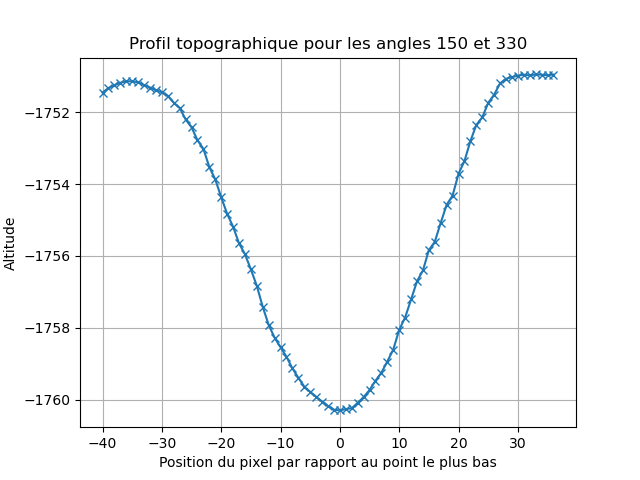 Profil topographique pour les angles 150 et 330
Altitude
−1752
−1754
−1756
−1758
−1760
−40 −30 −20 −10 0 10 20 30
Position du pixel par rapport au point le plus bas